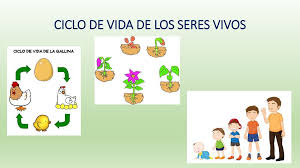 CICLO DE VIDA DE LOS SERES VIVOS
CICLO DE VIDA DE LA GALLINA